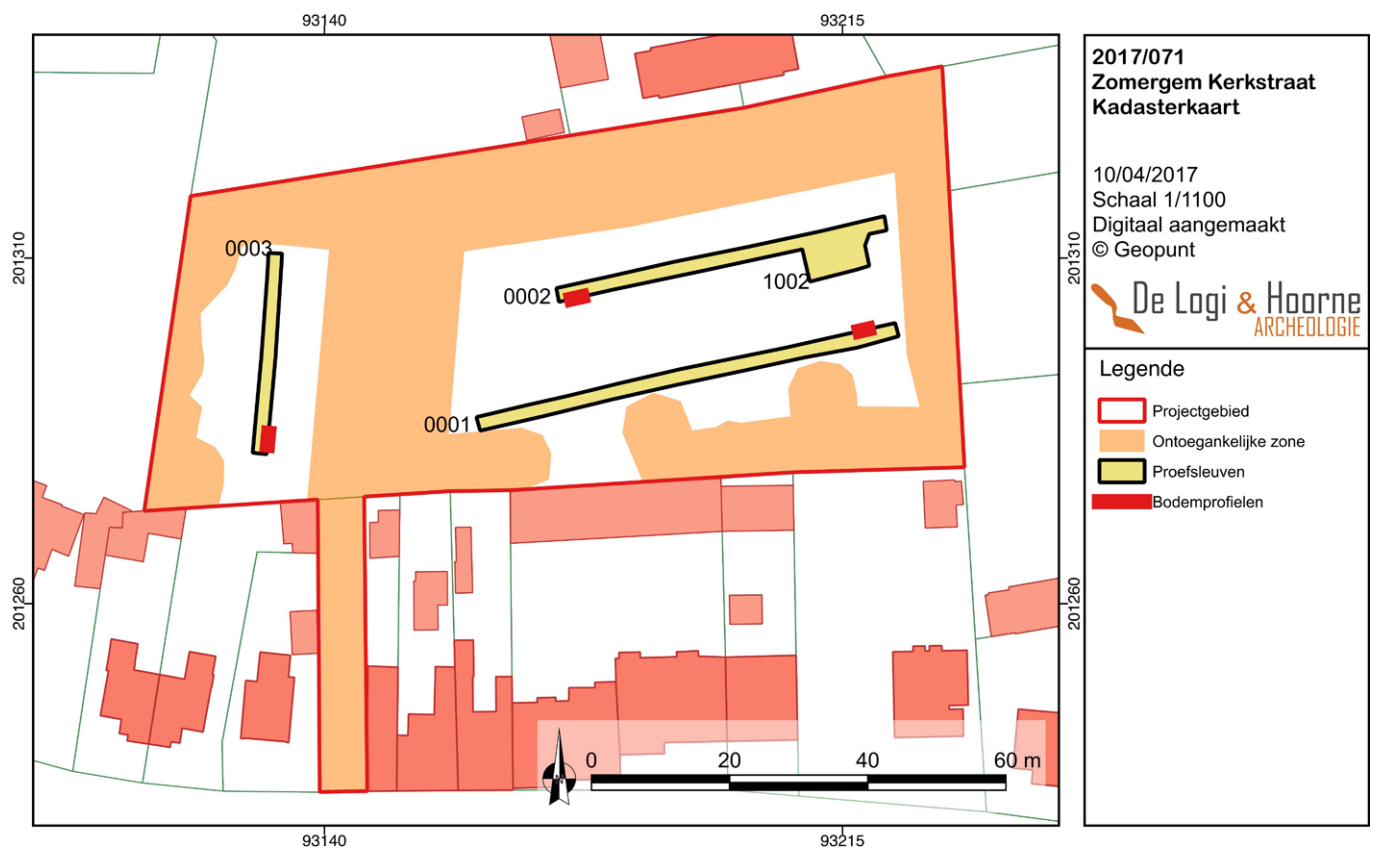 93140
93215
201310
201310
0003
0002
1002
0001
201260
201260
0 20 40 60 m
N
93140
93215
2017/071
Zomergem Kerkstraat
Kadasterkaart
10/04/2017
Schaal 1/1100
Digitaal aangemaakt
© Geopunt
De Logi & Hoorne
ARCHEOLOGIE
Legende
Projectgebied
Ontoegankelijke zone
Proefsleuven
Bodemprofielen